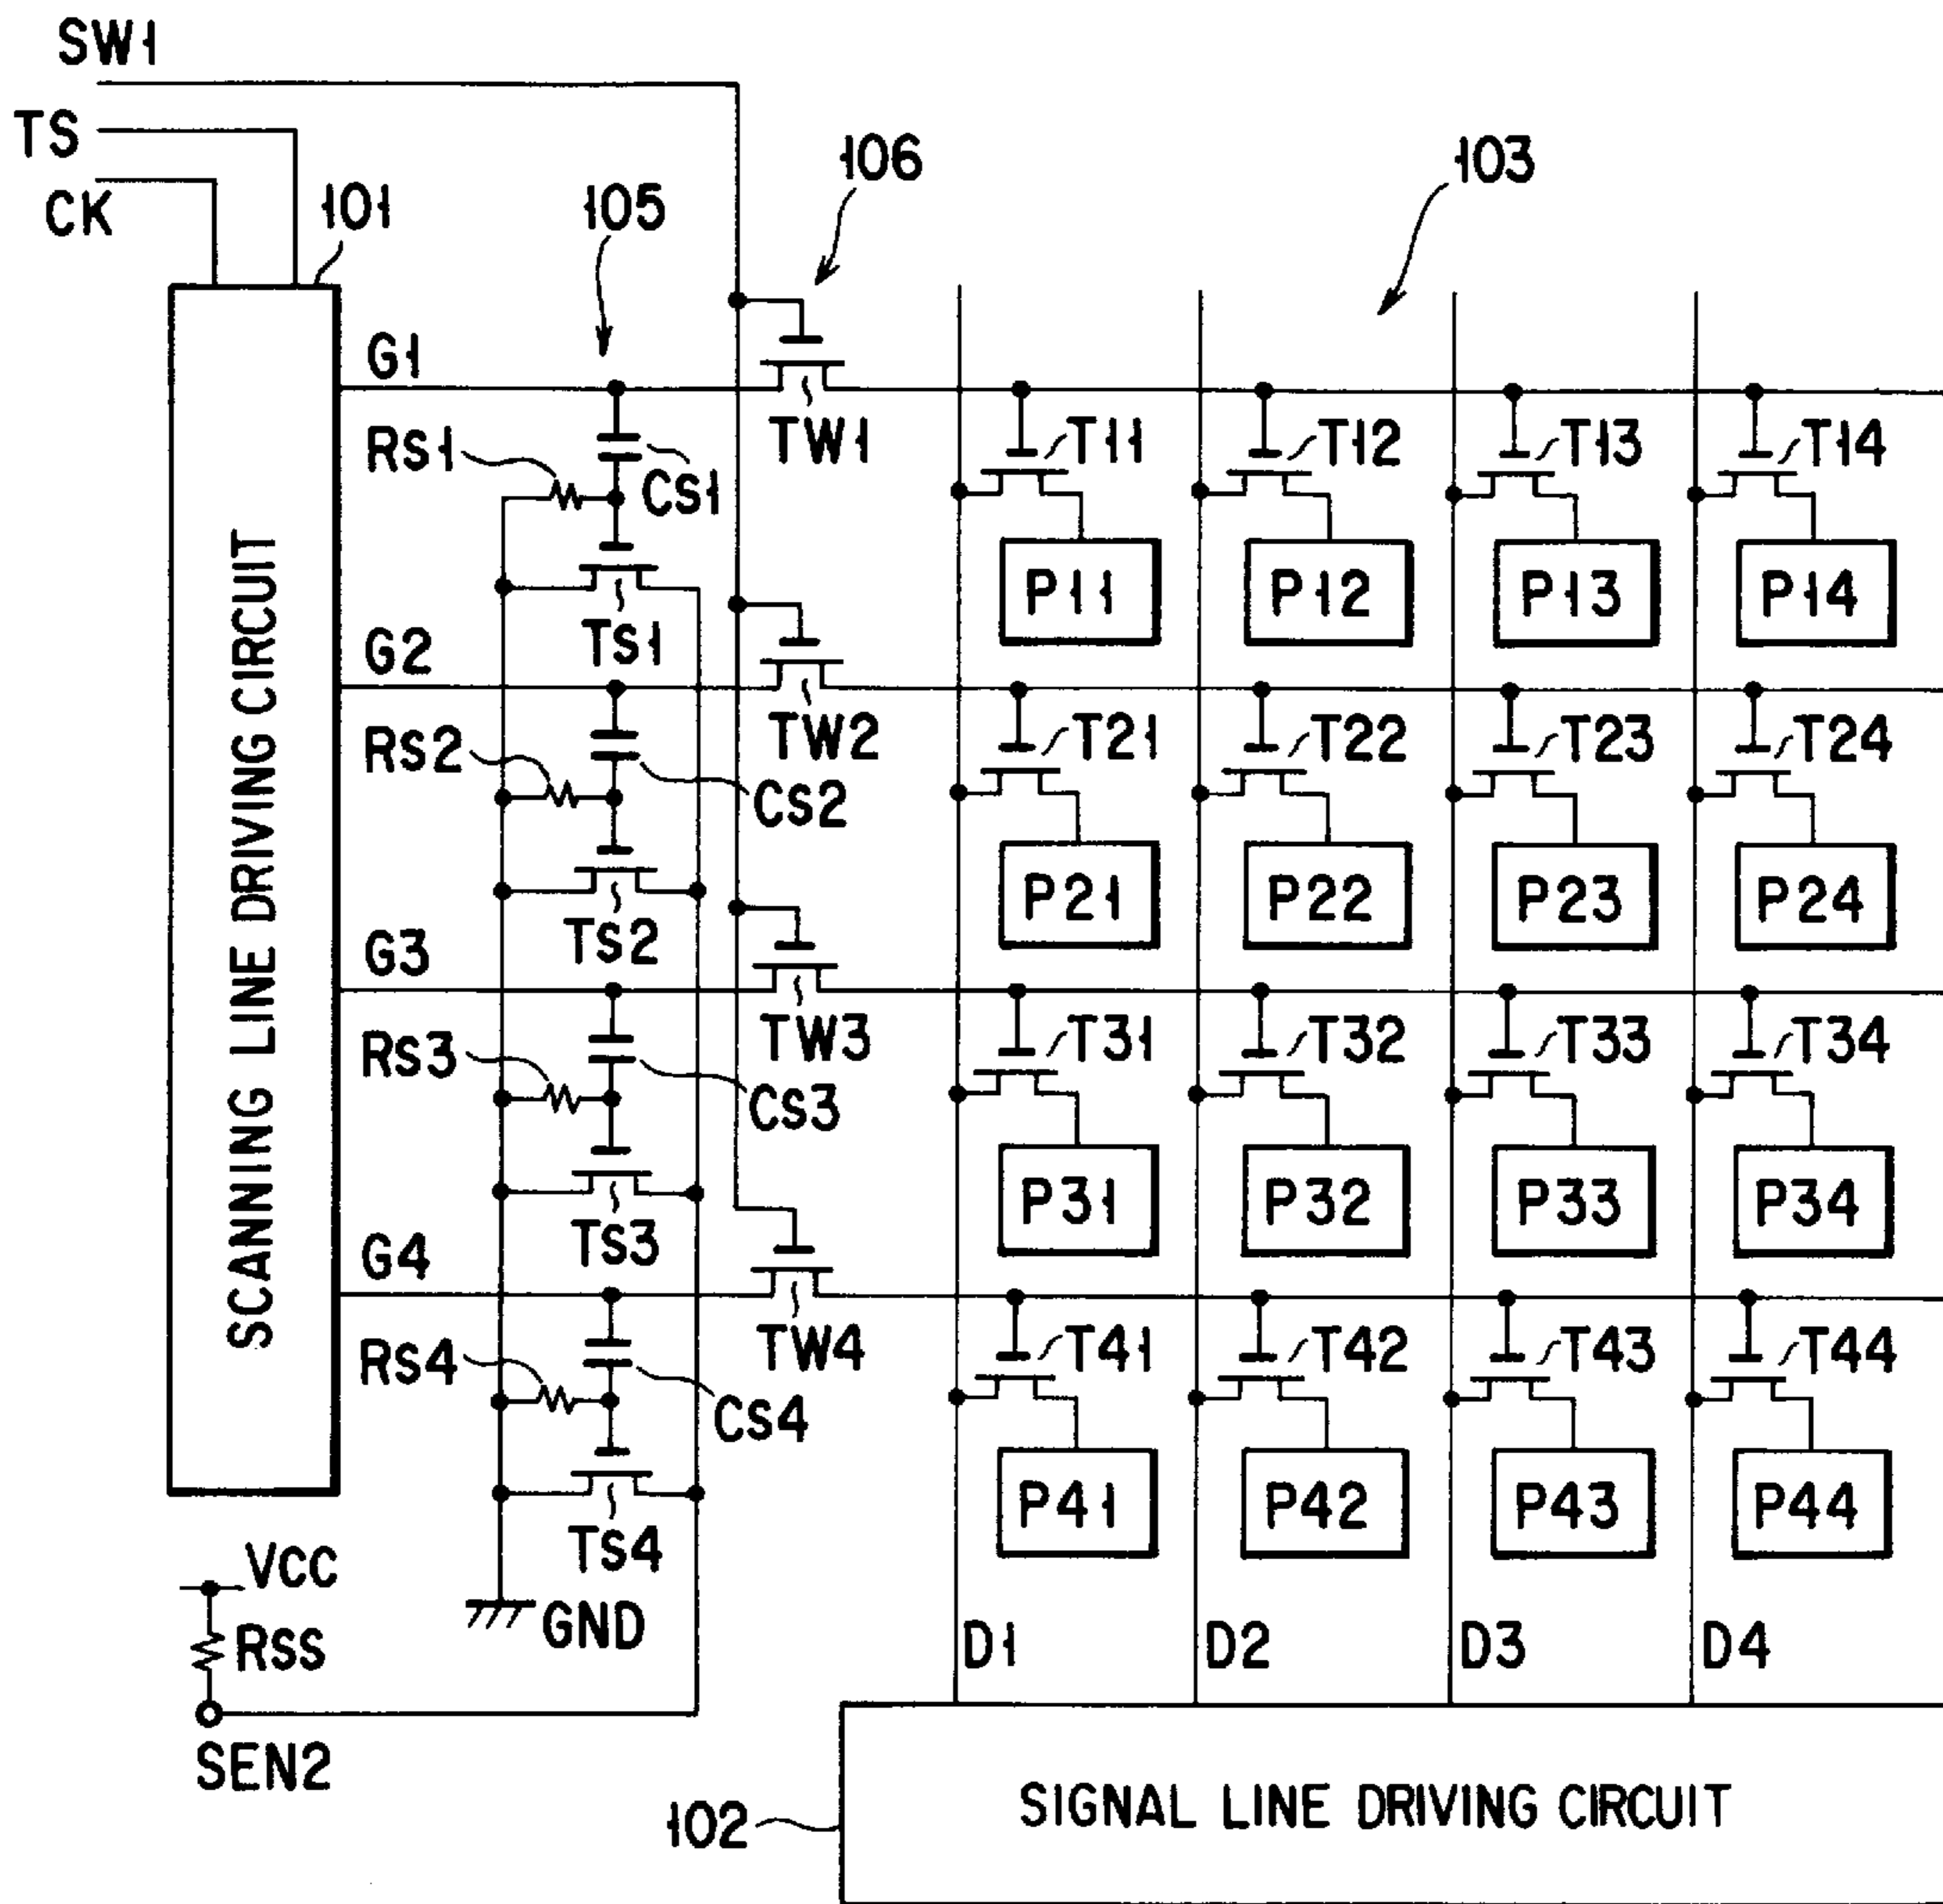 SW1
TS
CK
101
105
106
103
SCANNING LINE DRIVING CIRCUIT
G1
RS1
CS1
TS1
TW1
T11
T12
T13
T14
P11
P12
P13
P14
G2
RS2
CS2
TS2
TW2
T21
T22
T23
T24
P21
P22
P23
P24
G3
RS3
CS3
TS3
TW3
T31
T32
T33
T34
P31
P32
P33
P34
G4
RS4
CS4
TS4
TW4
T41
T42
T43
T44
P41
P42
P43
P44
VCC
RSS
GND
SEN2
D1
D2
D3
D4
102
SIGNAL LINE DRIVING CIRCUIT